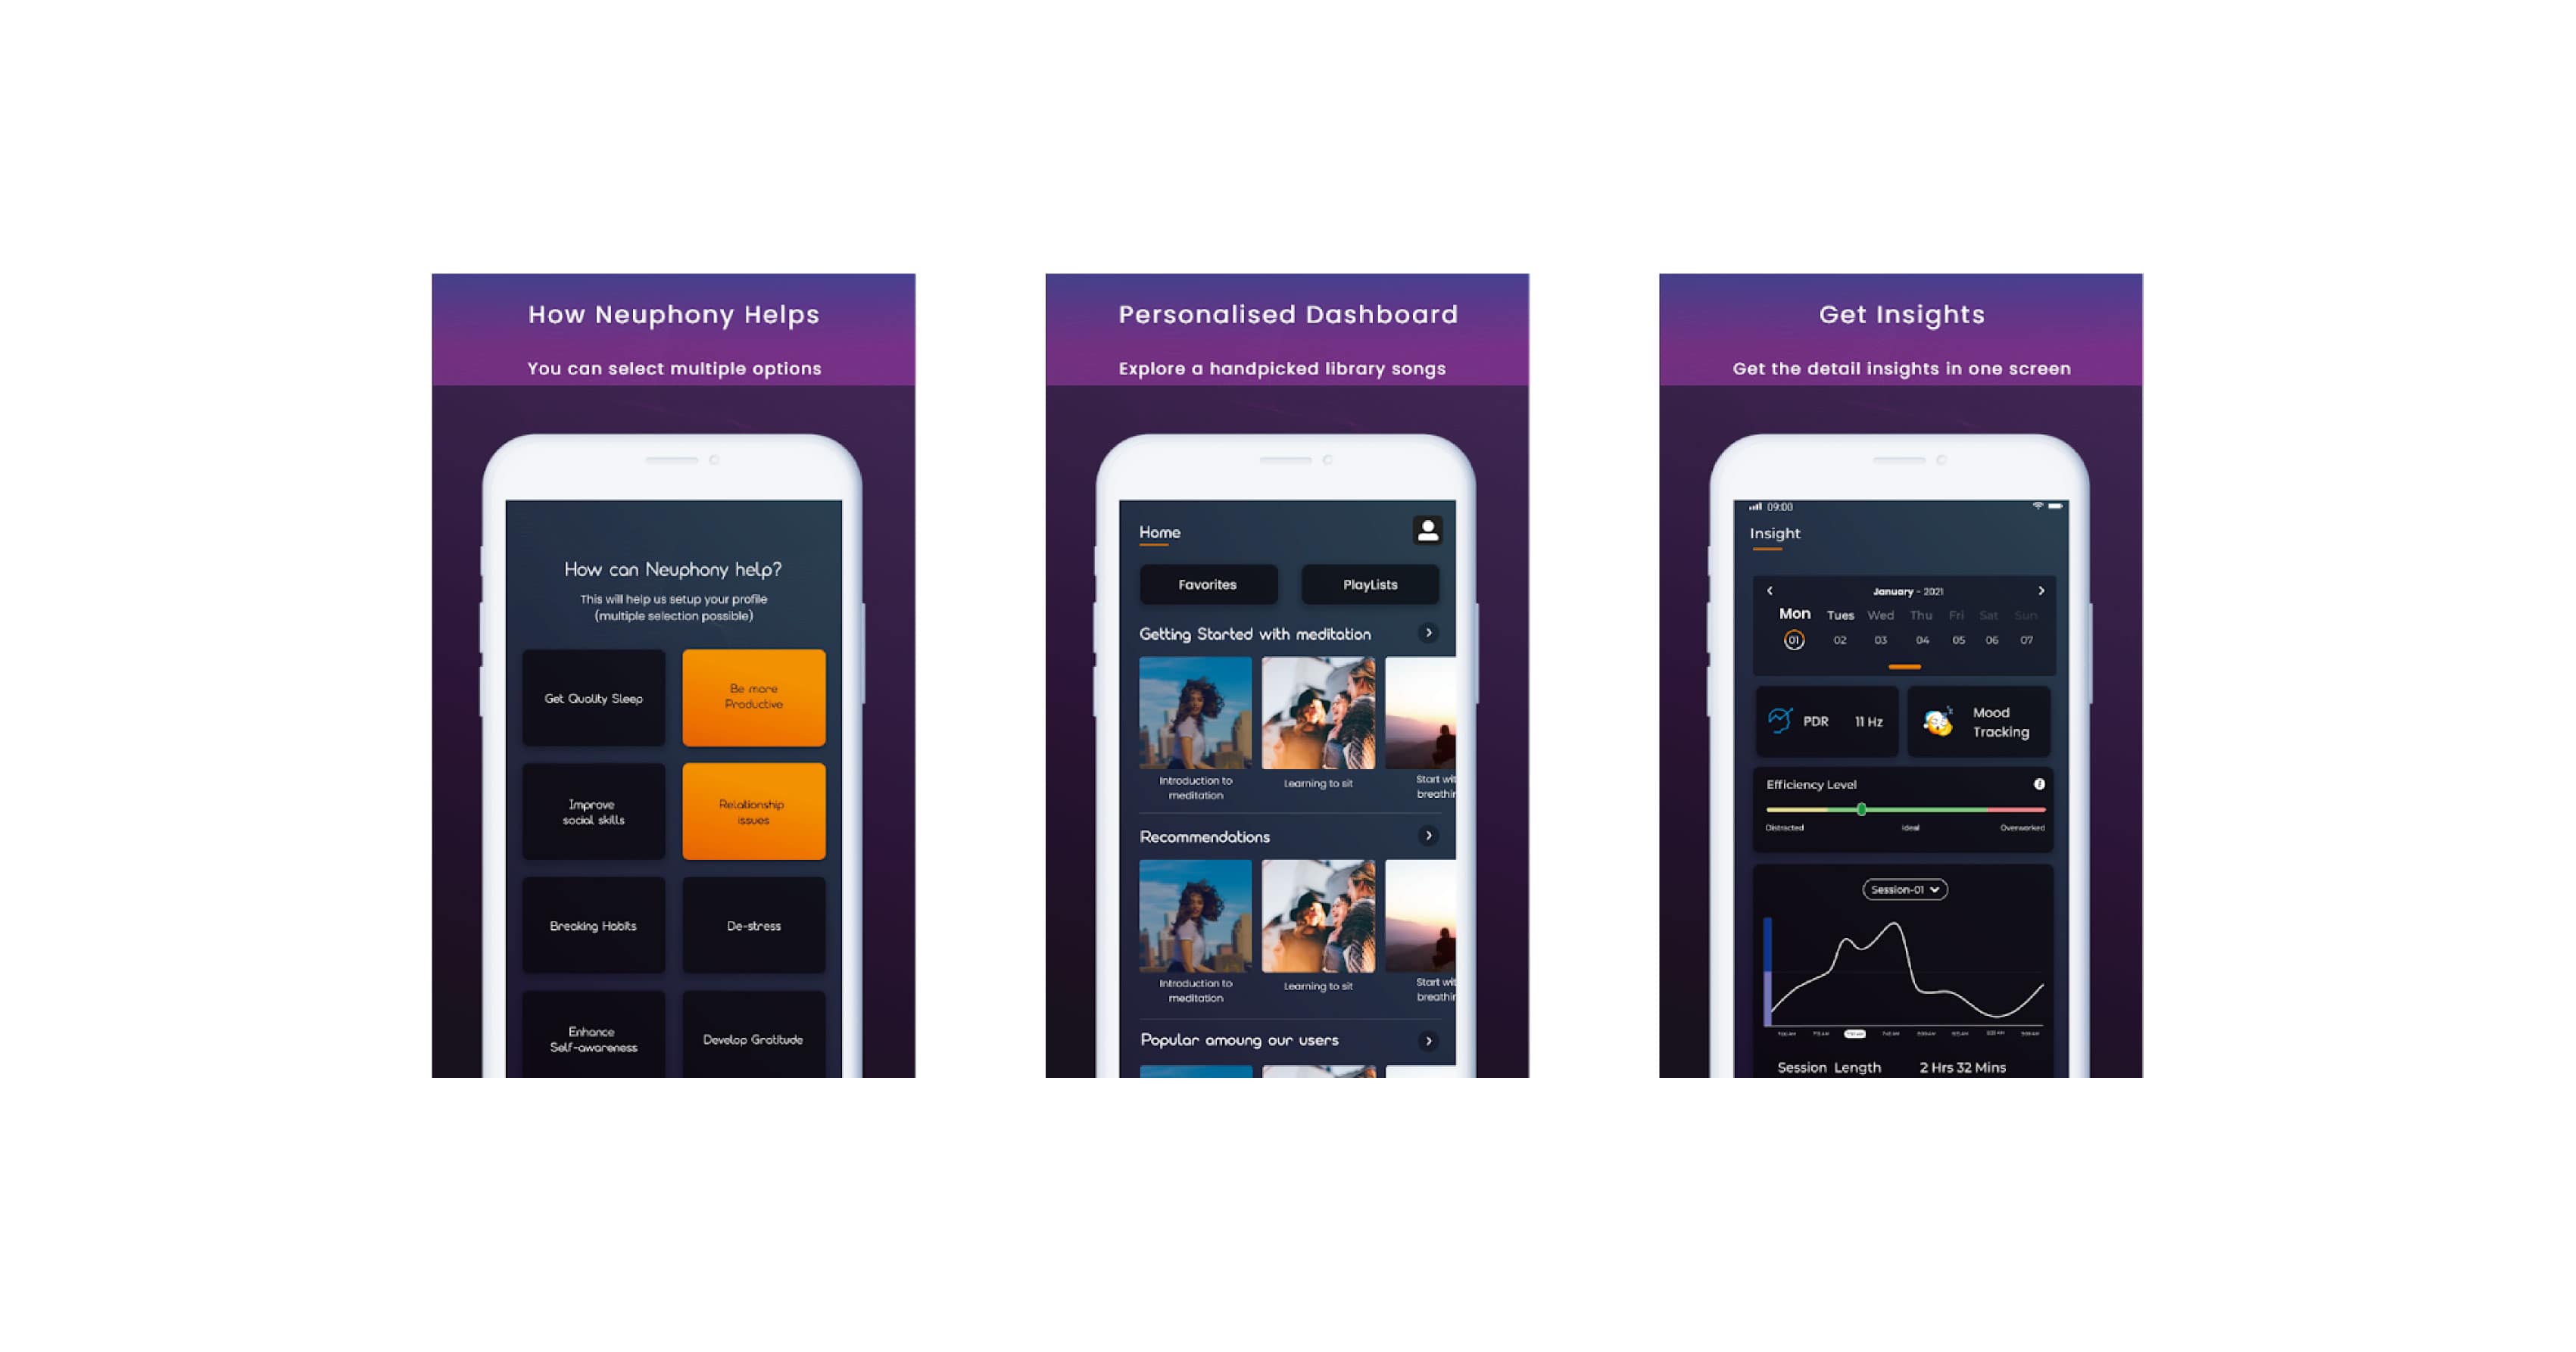 How Neuphony Helps
You can select multiple options
How can Neuphony help?
This will help us setup your profile
(multiple selection possible)
Get Quality Sleep
Be more
Productive
Improve
social skills
Relationship
issues
Breaking Habits
De-stress
Enhance
Self-awareness
Develop Gratitude
Personalised Dashboard
Explore a handpicked library songs
Home
Favorites
PlayLists
Getting Started with meditation
Introduction to
meditation
Learning to sit
Start wit
breathin
Recommendations
Introduction to
meditation
Learning to sit
Start wit
breathin
Popular amoung our users
Get Insights
Get the detail insights in one screen
09:00
Insight
January - 2021
Mon Tues Wed Thu Fri Sat Sun
01 02 03 04 05 06 07
PDR 11 Hz
Mood
Tracking
Efficiency Level
Distracted Ideal Overworked
Session-01
Session Length 2 Hrs 32 Mins